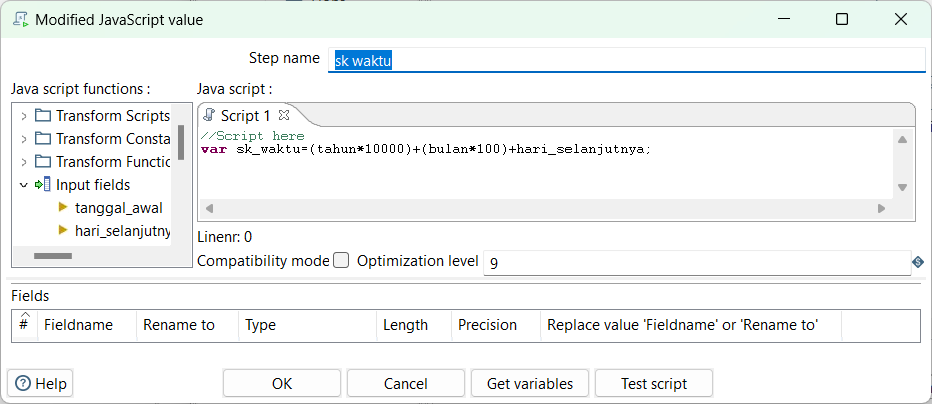 Modified JavaScript value
Step name
sk waktu
Java script functions :
Java script :
Transform Scripts
Transform Consta
Transform Functio
Input fields
tanggal_awal
hari_selanjutny
Script 1
//Script here
var sk_waktu=(tahun*10000)+(bulan*100)+hari_selanjutnya;
Linenr: 0
Compatibility mode
Optimization level
9
Fields
# Fieldname Rename to Type Length Precision Replace value 'Fieldname' or 'Rename to'
Help
OK
Cancel
Get variables
Test script